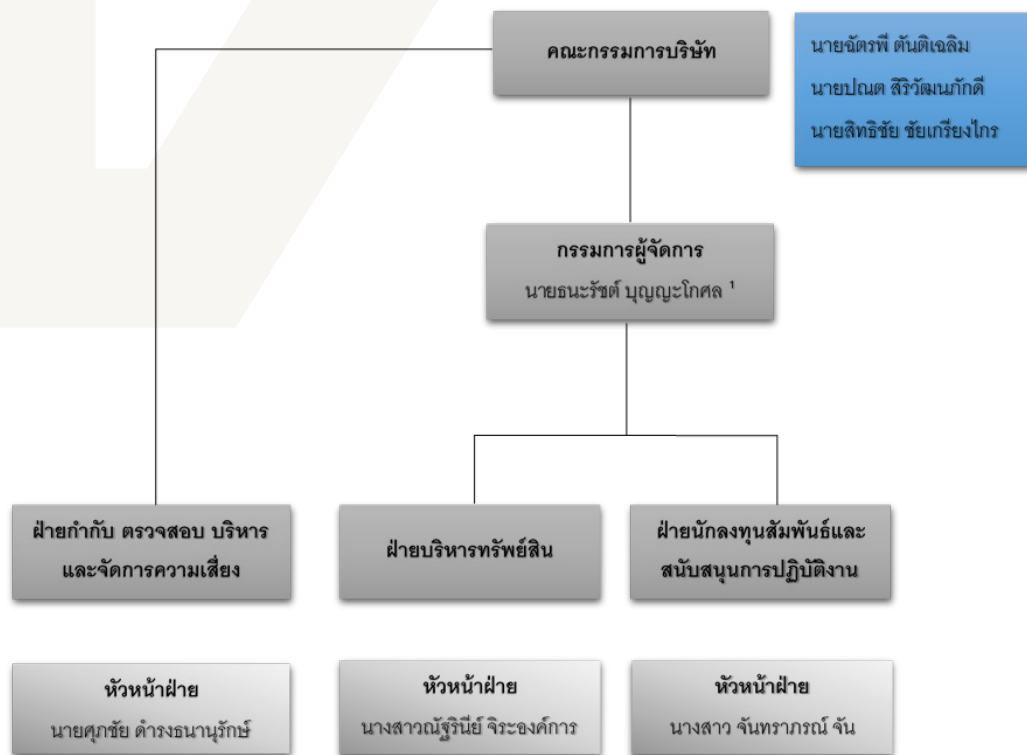 คณะกรรมการบริษัท
นายฉัตรพี ตันติเฉลิม
นายปณต สิริวัฒนภักดี
นายสิทธิชัย ชัยเกรียงไกร
กรรมการผู้จัดการ
นายธนะรัชต์ บุญญะโกศล ¹
ฝ่ายกำกับ ตรวจสอบ บริหาร
และจัดการความเสี่ยง
ฝ่ายบริหารทรัพย์สิน
ฝ่ายนักลงทุนสัมพันธ์และ
สนับสนุนการปฏิบัติงาน
หัวหน้าฝ่าย
นายศุภชัย ดำรงธนานุรักษ์
หัวหน้าฝ่าย
นางสาวณัฐรินีย์ จิระองค์การ
หัวหน้าฝ่าย
นางสาว จันทราภรณ์ จัน